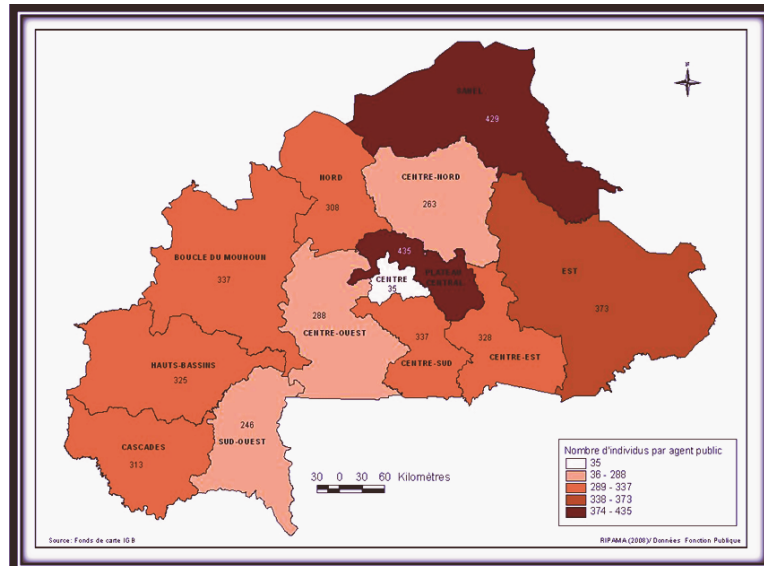 N
SAHEL
429
NORD
308
CENTRE-NORD
263
BOUCLE DU MOUHOUN
337
435
PLATEAU
CENTRAL
CENTRE
35
EST
373
288
CENTRE-OUEST
337
CENTRE-SUD
328
CENTRE-EST
HAUTS-BASSINS
325
246
SUD-OUEST
CASCADES
313
30 0 30 60 Kilométres
Nombre d'individus par agent public
35
36 - 288
289 - 337
338 - 373
374 - 435
Source: Fonds de carte IGB
RIPAMA (2008)/ Données Fonction Publique